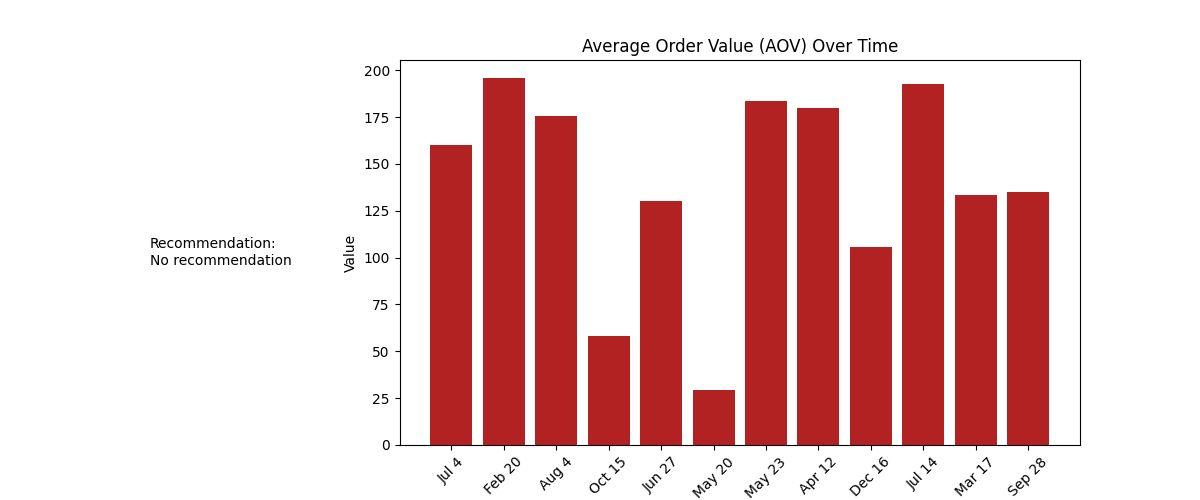 Average Order Value (AOV) Over Time
Recommendation:
No recommendation
Value
200
175
150
125
100
75
50
25
0
Jul 4
Feb 20
Aug 4
Oct 15
Jun 27
May 20
May 23
Apr 12
Dec 16
Jul 14
Mar 17
Sep 28